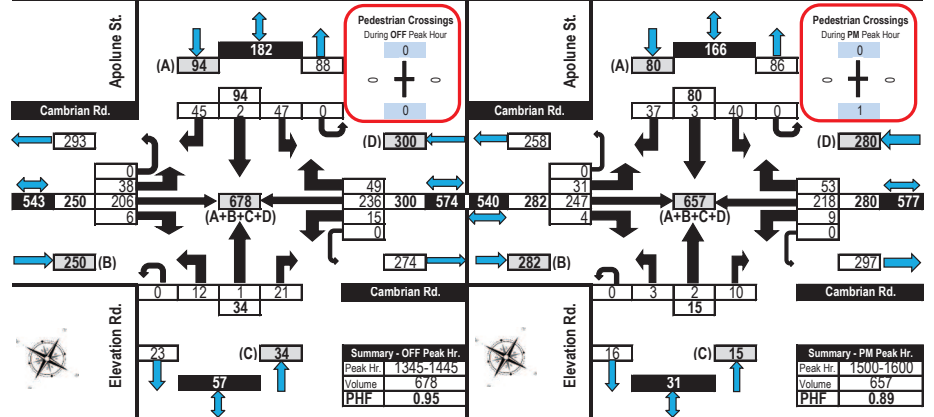 Apolune St.
182
(A) 94
88
Pedestrian Crossings
During OFF Peak Hour
0
0 0
0
Cambrian Rd.
94
45 2 47 0
293
(D) 300
0
38
543 250 206
6
678
(A+B+C+D)
49
236 300 574
15
0
250 (B)
274
0 12 1 21
34
Cambrian Rd.
Elevation Rd.
23
(C) 34
57
Summary - OFF Peak Hr.
Peak Hr. 1345-1445
Volume 678
PHF 0.95
Apolune St.
166
(A) 80
86
Pedestrian Crossings
During PM Peak Hour
0
0 0
1
Cambrian Rd.
80
37 3 40 0
258
(D) 280
0
31
540 282 247
4
657
(A+B+C+D)
53
218 280 577
9
0
282 (B)
297
0 3 2 10
15
Cambrian Rd.
Elevation Rd.
16
(C) 15
31
Summary - PM Peak Hr.
Peak Hr. 1500-1600
Volume 657
PHF 0.89